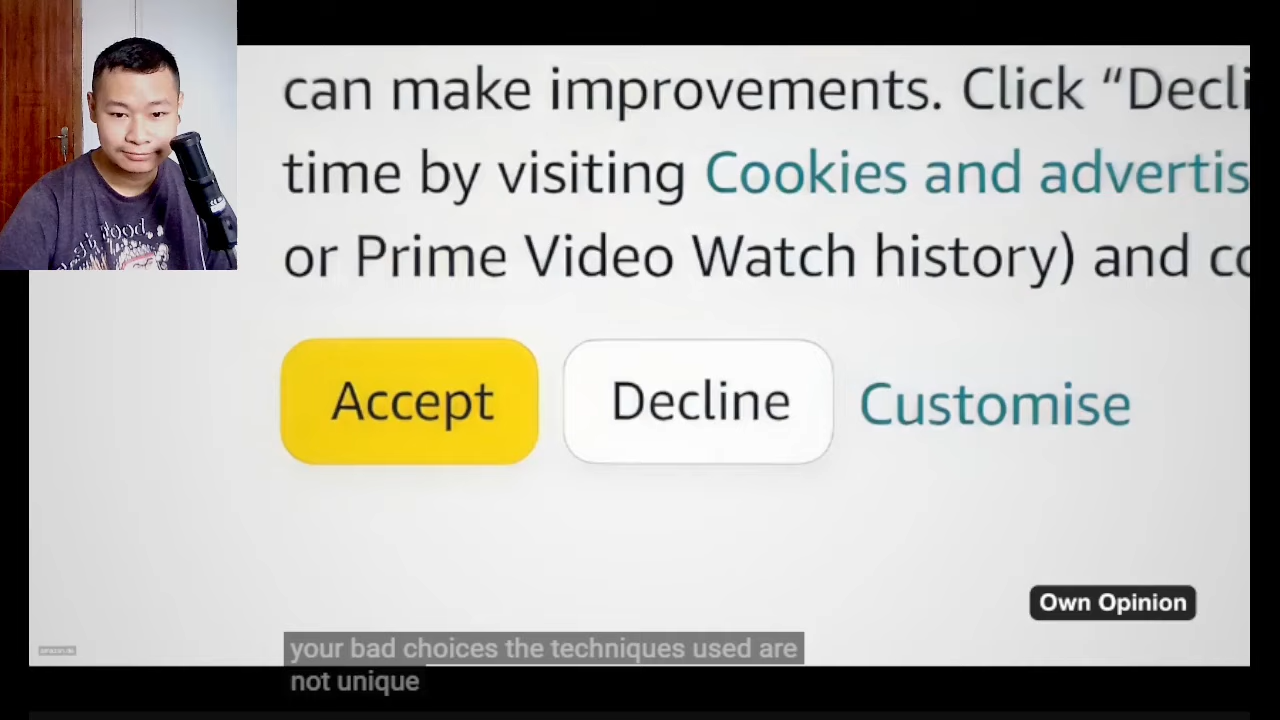 can make improvements. Click “Decli
time by visiting Cookies and advertis
or Prime Video Watch history) and co
Accept
Decline
Customise
Own Opinion
your bad choices the techniques used are
not unique